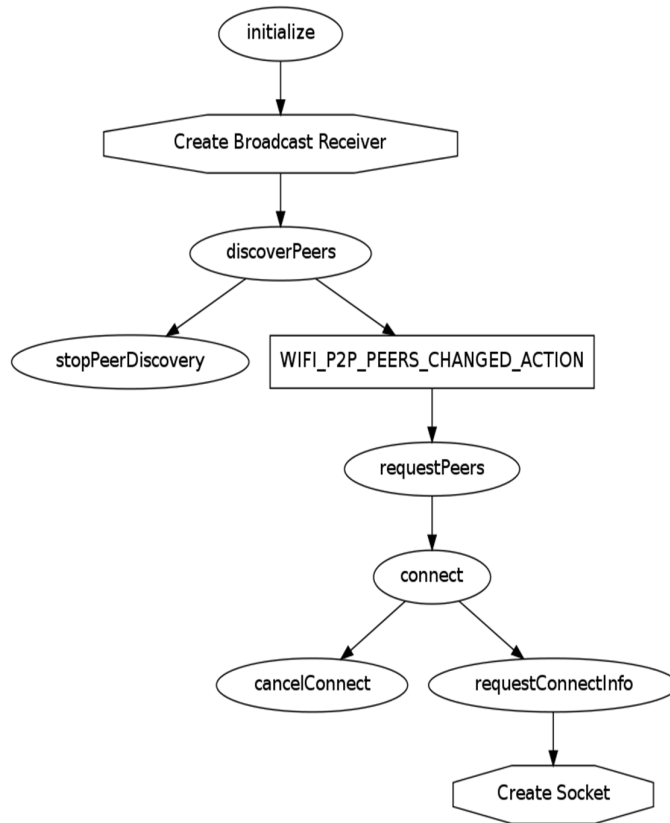 initialize
Create Broadcast Receiver
discoverPeers
stopPeerDiscovery
WIFI_P2P_PEERS_CHANGED_ACTION
requestPeers
connect
cancelConnect
requestConnectInfo
Create Socket